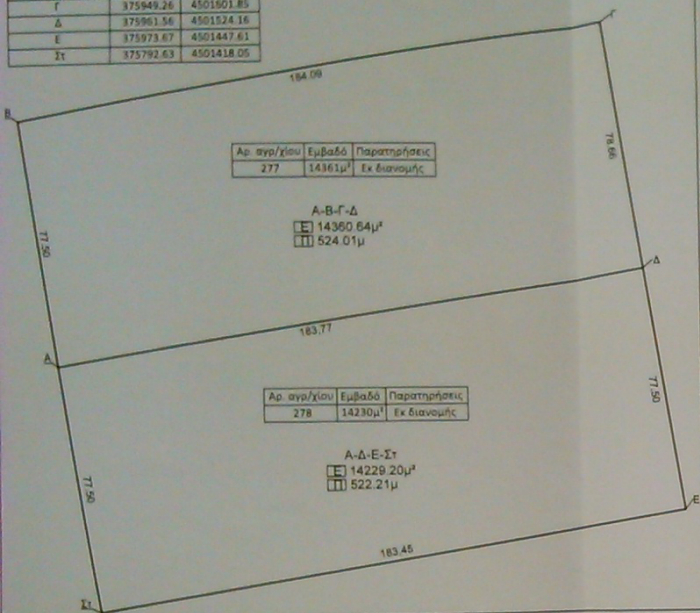 Γ 375949.26 4501601.85
Δ 375961.56 4501524.16
Ε 375973.67 4501447.61
Στ 375792.63 4501418.05
Γ
184.09
Β
78.66
Αρ. αγρ/χίου Εμβαδό Παρατηρήσεις
277 14361μ² Εκ διανομής
Α-Β-Γ-Δ
Ε 14360.64μ²
Π 524.01μ
77.50
Δ
183.77
Α
77.50
Αρ. αγρ/χίου Εμβαδό Παρατηρήσεις
278 14230μ² Εκ διανομής
Α-Δ-Ε-Στ
Ε 14229.20μ²
Π 522.21μ
77.50
Ε
183.45
Στ